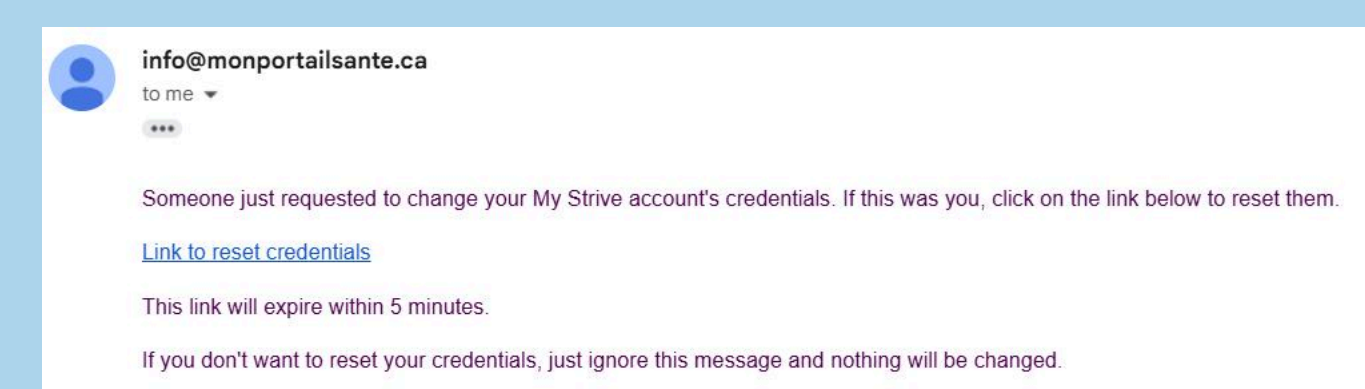 info@monportailsante.ca
to me
Someone just requested to change your My Strive account's credentials. If this was you, click on the link below to reset them.
Link to reset credentials
This link will expire within 5 minutes.
If you don't want to reset your credentials, just ignore this message and nothing will be changed.